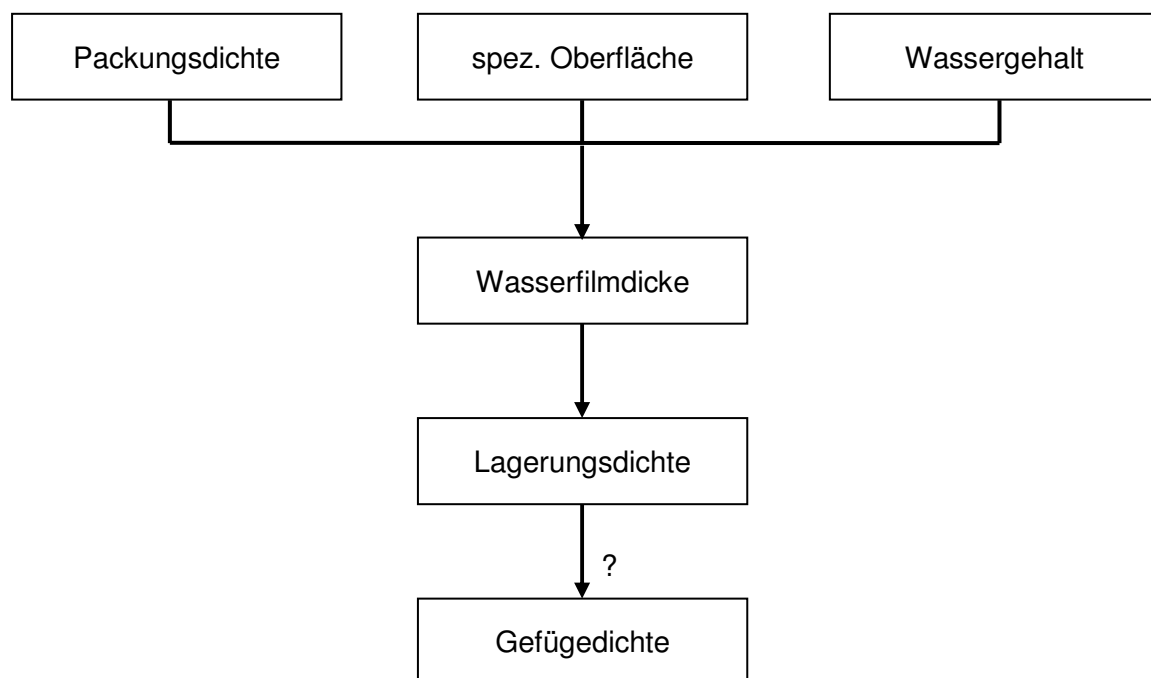 Packungsdichte
spez. Oberfläche
Wassergehalt
Wasserfilmdicke
Lagerungsdichte
?
Gefügedichte